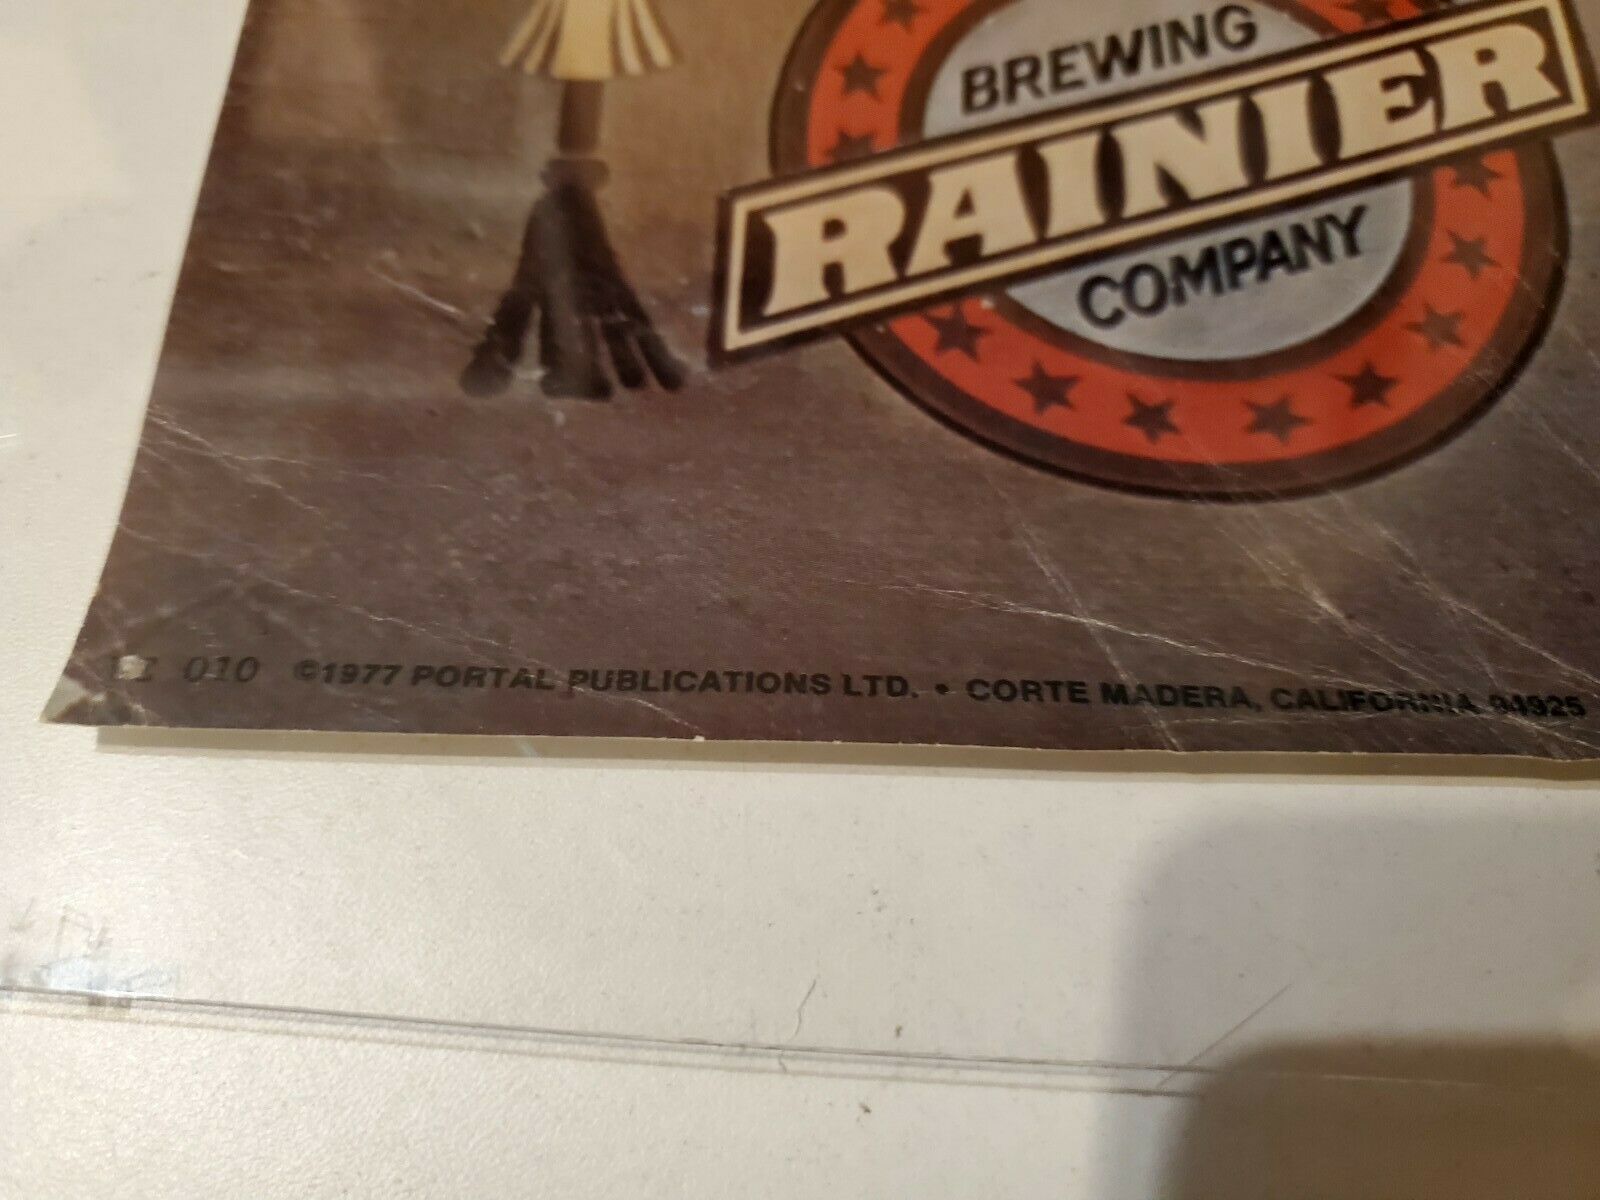 BREWING
RAINIER
COMPANY
010 ©1977 PORTAL PUBLICATIONS LTD. • CORTE MADERA, CALIFORNIA 94925